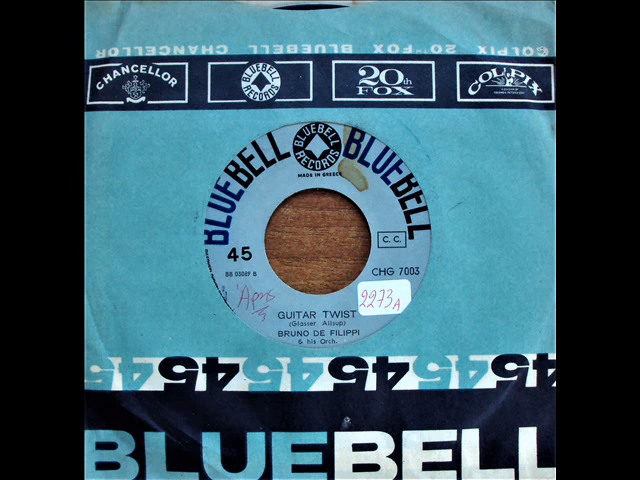 COLPIX 20TH-FOX BLUEBELL CHANCELLOR
CHANCELLOR
BLUEBELL
RECORDS
20th
FOX
COLPIX
BLUEBELL
BLUEBELL
RECORDS
BLUEBELL
MADE IN GREECE
45
C. C.
BB 03089 B
CHG 7003
2273A
GUITAR TWIST
(Glasser Allsup)
BRUNO DE FILIPPI
& his Orch.
45 45 45 45 45 45
BLUEBELL